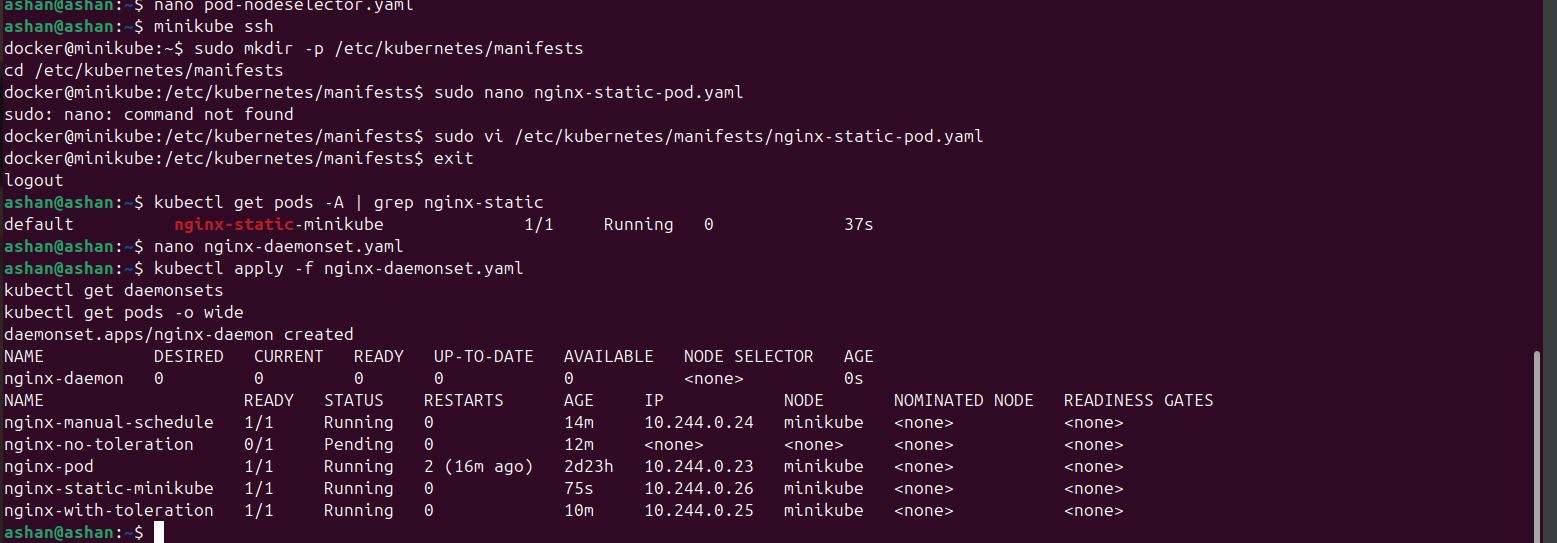 ashan@ashan:~$ nano pod-nodeselector.yaml
ashan@ashan:~$ minikube ssh
docker@minikube:~$ sudo mkdir -p /etc/kubernetes/manifests
cd /etc/kubernetes/manifests
docker@minikube:/etc/kubernetes/manifests$ sudo nano nginx-static-pod.yaml
sudo: nano: command not found
docker@minikube:/etc/kubernetes/manifests$ sudo vi /etc/kubernetes/manifests/nginx-static-pod.yaml
docker@minikube:/etc/kubernetes/manifests$ exit
logout
ashan@ashan:~$ kubectl get pods -A | grep nginx-static
default          nginx-static-minikube              1/1     Running   0             37s
ashan@ashan:~$ nano nginx-daemonset.yaml
ashan@ashan:~$ kubectl apply -f nginx-daemonset.yaml
kubectl get daemonsets
kubectl get pods -o wide
daemonset.apps/nginx-daemon created
NAME           DESIRED   CURRENT   READY   UP-TO-DATE   AVAILABLE   NODE SELECTOR   AGE
nginx-daemon   0         0         0       0            0           <none>          0s
NAME                    READY   STATUS    RESTARTS      AGE     IP            NODE       NOMINATED NODE   READINESS GATES
nginx-manual-schedule   1/1     Running   0             14m     10.244.0.24   minikube   <none>           <none>
nginx-no-toleration     0/1     Pending   0             12m     <none>        <none>     <none>           <none>
nginx-pod               1/1     Running   2 (16m ago)   2d23h   10.244.0.23   minikube   <none>           <none>
nginx-static-minikube   1/1     Running   0             75s     10.244.0.26   minikube   <none>           <none>
nginx-with-toleration   1/1     Running   0             10m     10.244.0.25   minikube   <none>           <none>
ashan@ashan:~$